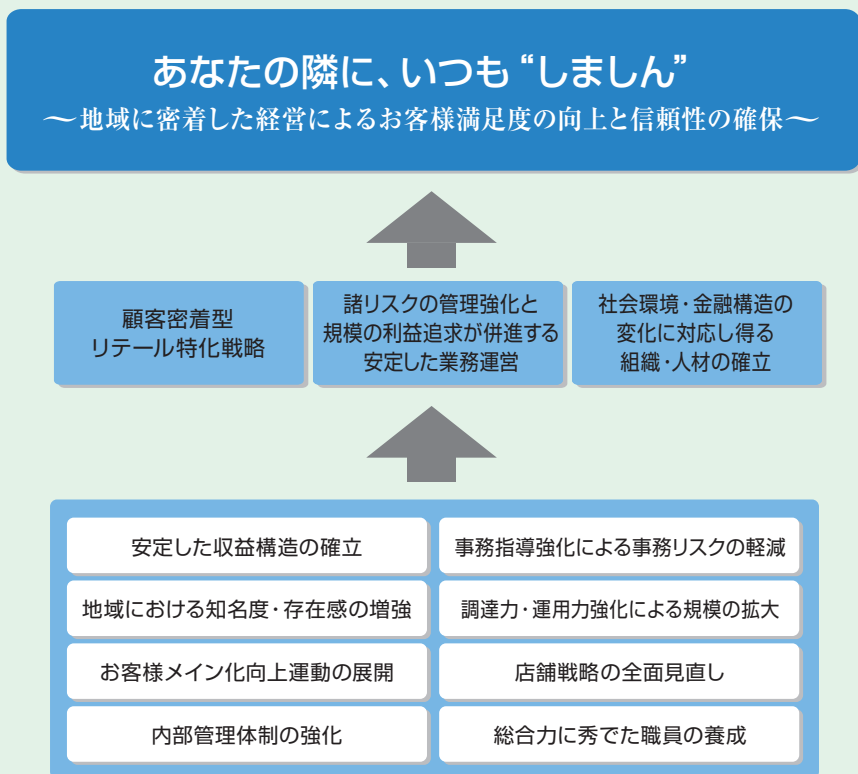 あなたの隣に、いつも“しましん”
〜地域に密着した経営によるお客様満足度の向上と信頼性の確保〜
顧客密着型
リテール特化戦略
諸リスクの管理強化と
規模の利益追求が併進する
安定した業務運営
社会環境・金融構造の
変化に対応し得る
組織・人材の確立
安定した収益構造の確立
事務指導強化による事務リスクの軽減
地域における知名度・存在感の増強
調達力・運用力強化による規模の拡大
お客様メイン化向上運動の展開
店舗戦略の全面見直し
内部管理体制の強化
総合力に秀でた職員の養成